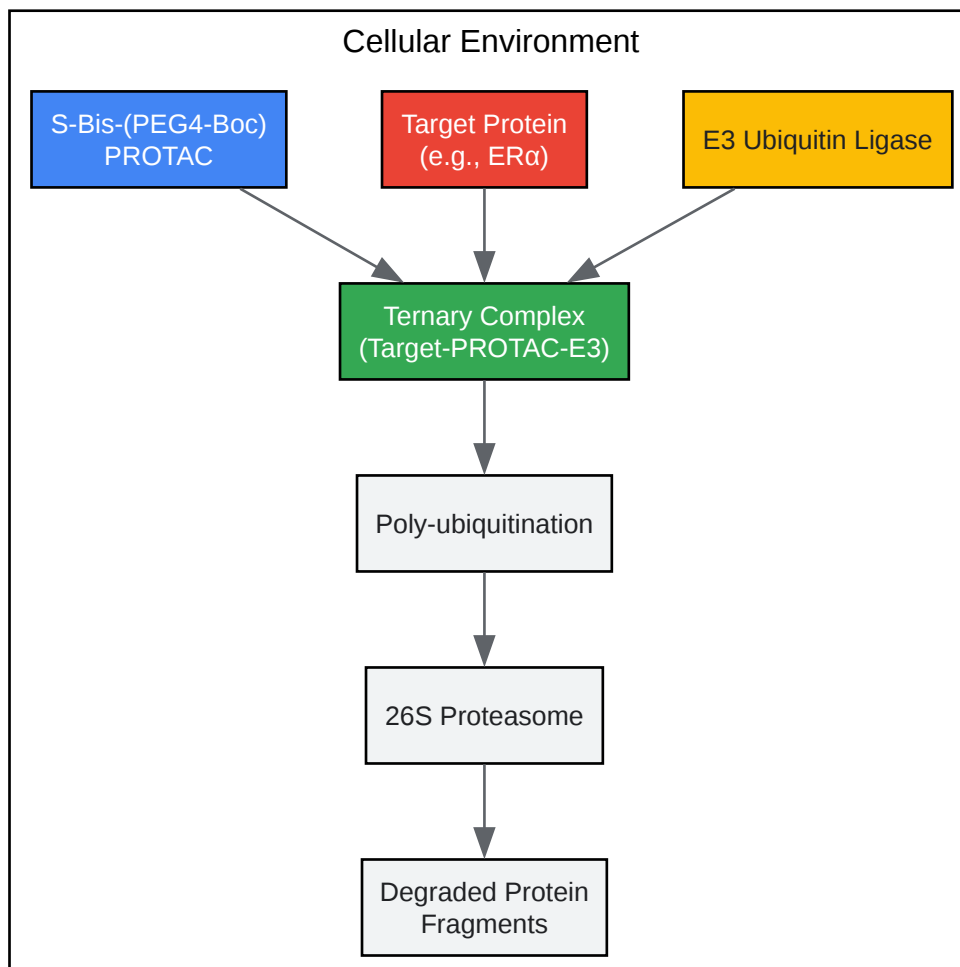 Cellular Environment
S-Bis-(PEG4-Boc)
PROTAC
Target Protein
(e.g., ERα)
E3 Ubiquitin Ligase
Ternary Complex
(Target-PROTAC-E3)
Poly-ubiquitination
26S Proteasome
Degraded Protein
Fragments